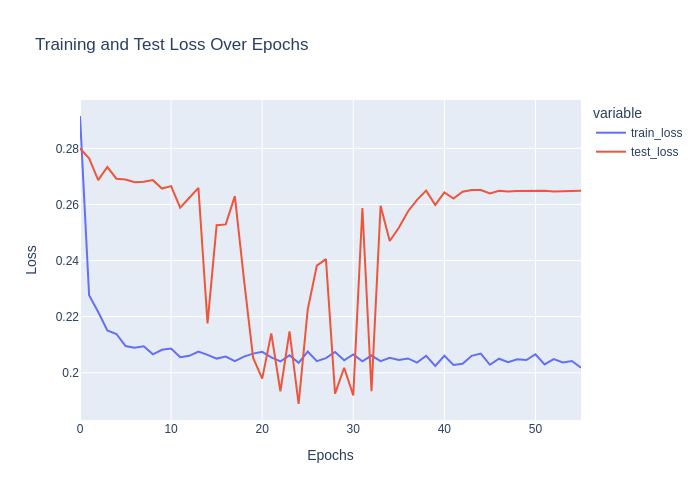 Training and Test Loss Over Epochs
variable
train_loss
test_loss
0.28
0.26
0.24
0.22
0.2
Loss
0 10 20 30 40 50
Epochs